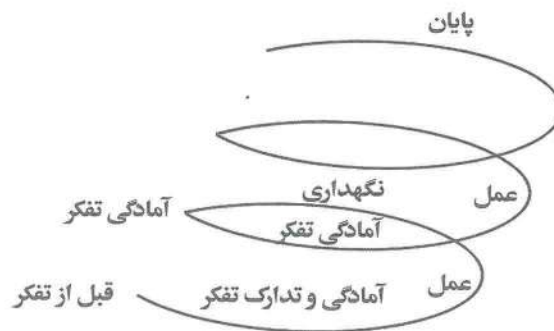 پایان
نگهداری
عمل
آمادگی تفکر
آمادگی تفکر
عمل
آمادگی و تدارک تفکر
قبل از تفکر